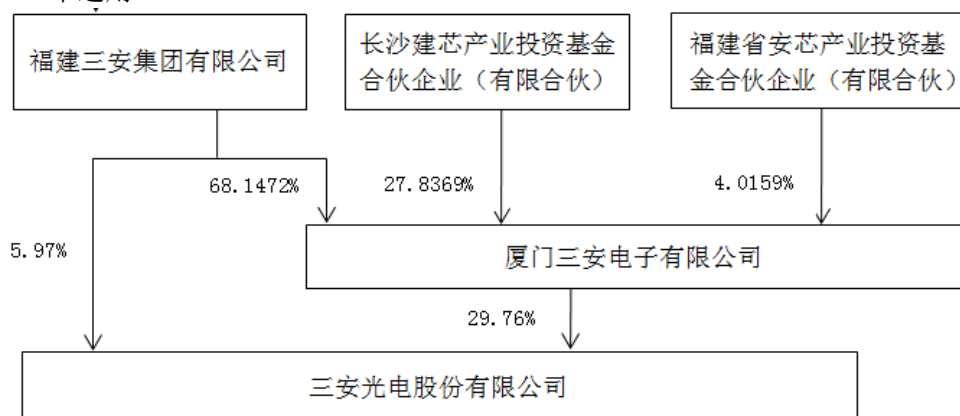 福建三安集团有限公司
长沙建芯产业投资基金
合伙企业（有限合伙）
福建省安芯产业投资基
金合伙企业（有限合伙）
68.1472%
27.8369%
4.0159%
5.97%
厦门三安电子有限公司
29.76%
三安光电股份有限公司